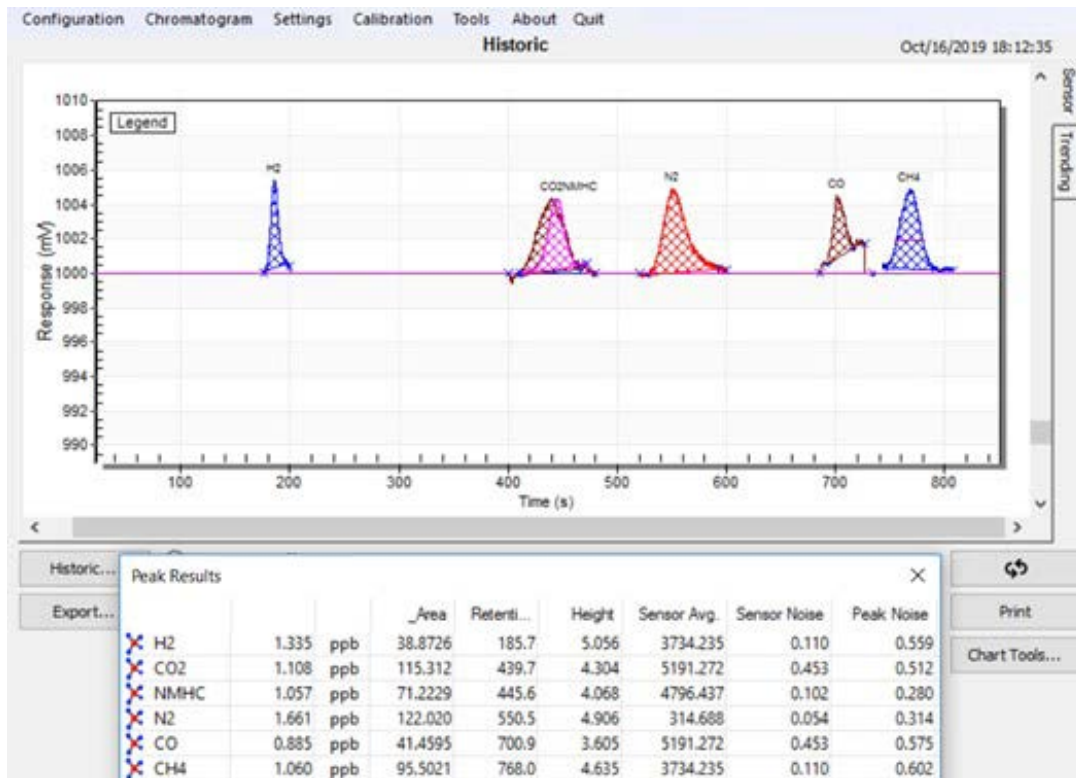 Configuration Chromatogram Settings Calibration Tools About Quit
Historic Oct/16/2019 18:12:35
Sensor
Trending
Legend
Response (mV)
1010
1008
1006
1004
1002
1000
998
996
994
992
990
H2
CO2NMHC
N2
CO
CH4
100 200 300 400 500 600 700 800
Time (s)
Historic...
Export...
Print
Chart Tools...
Peak Results
_Area Retenti... Height Sensor Avg. Sensor Noise Peak Noise
H2 1.335 ppb 38.8726 185.7 5.056 3734.235 0.110 0.559
CO2 1.108 ppb 115.312 439.7 4.304 5191.272 0.453 0.512
NMHC 1.057 ppb 71.2229 445.6 4.068 4796.437 0.102 0.280
N2 1.661 ppb 122.020 550.5 4.906 314.688 0.054 0.314
CO 0.885 ppb 41.4595 700.9 3.605 5191.272 0.453 0.575
CH4 1.060 ppb 95.5021 768.0 4.635 3734.235 0.110 0.602